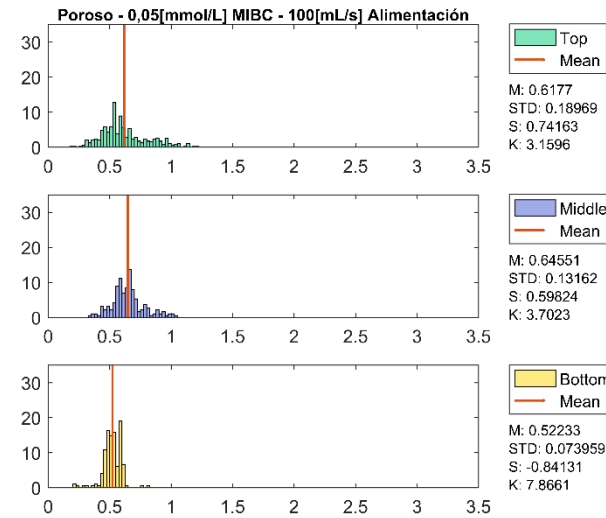 Poroso - 0,05[mmol/L] MIBC - 100[mL/s] Alimentación
30
20
10
0
0 0.5 1 1.5 2 2.5 3 3.5
Top
Mean
M: 0.6177
STD: 0.18969
S: 0.74163
K: 3.1596
30
20
10
0
0 0.5 1 1.5 2 2.5 3 3.5
Middle
Mean
M: 0.64551
STD: 0.13162
S: 0.59824
K: 3.7023
30
20
10
0
0 0.5 1 1.5 2 2.5 3 3.5
Bottom
Mean
M: 0.52233
STD: 0.073959
S: -0.84131
K: 7.8661